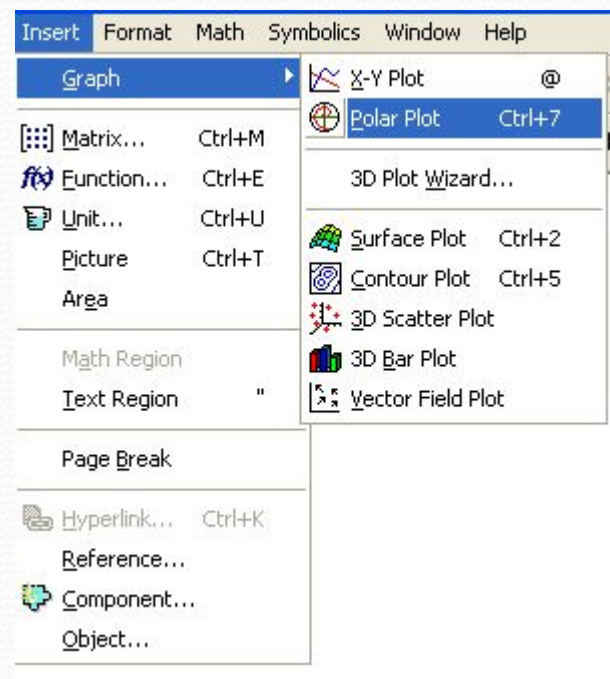 Insert Format Math Symbolics Window Help
Graph
Matrix... Ctrl+M
f(x) Function... Ctrl+E
Unit... Ctrl+U
Picture Ctrl+T
Area
Math Region
Text Region "
Page Break
Hyperlink... Ctrl+K
Reference...
Component...
Object...
X-Y Plot @
Polar Plot Ctrl+7
3D Plot Wizard...
Surface Plot Ctrl+2
Contour Plot Ctrl+5
3D Scatter Plot
3D Bar Plot
Vector Field Plot